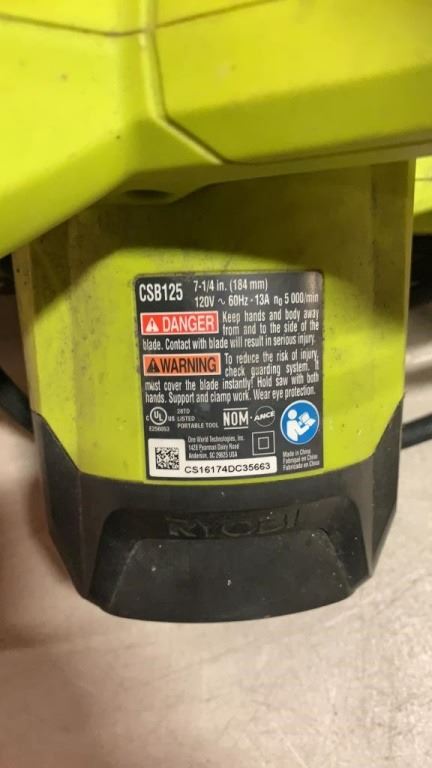 CSB125 7-1/4 in. (184 mm)
120V ~ 60Hz - 13A n0 5 000/min
DANGER Keep hands and body away
from and to the side of the
blade. Contact with blade will result in serious injury.
WARNING To reduce the risk of injury,
check guarding system. It
must cover the blade instantly! Hold saw with both
hands. Support and clamp work. Wear eye protection.
C UL US 28TD
LISTED
PORTABLE TOOL
E256053
NOM - ANCE
One World Technologies, Inc.
1428 Pearman Dairy Road
Anderson, SC 29625 USA
Made in China
Fabriqué en Chine
Fabricado en China
CS16174DC35663
RYOBI